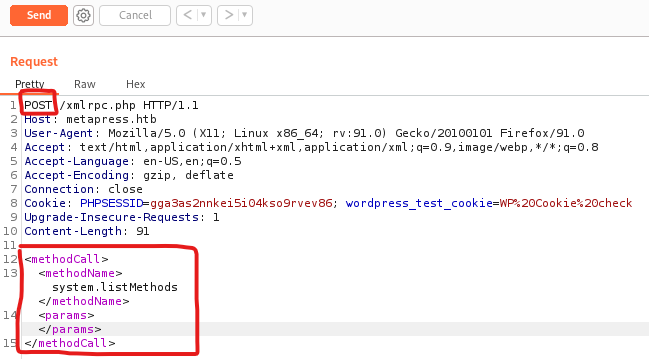 Send
Cancel
< ▾
> ▾
Request
Pretty
Raw
Hex
1 POST /xmlrpc.php HTTP/1.1
2 Host: metapress.htb
3 User-Agent: Mozilla/5.0 (X11; Linux x86_64; rv:91.0) Gecko/20100101 Firefox/91.0
4 Accept: text/html,application/xhtml+xml,application/xml;q=0.9,image/webp,*/*;q=0.8
5 Accept-Language: en-US,en;q=0.5
6 Accept-Encoding: gzip, deflate
7 Connection: close
8 Cookie: PHPSESSID=gga3as2nnkei5i04kso9rvev86; wordpress_test_cookie=WP%20Cookie%20check
9 Upgrade-Insecure-Requests: 1
10 Content-Length: 91
11
12 <methodCall>
13 <methodName>
system.listMethods
</methodName>
14 <params>
</params>
15 </methodCall>